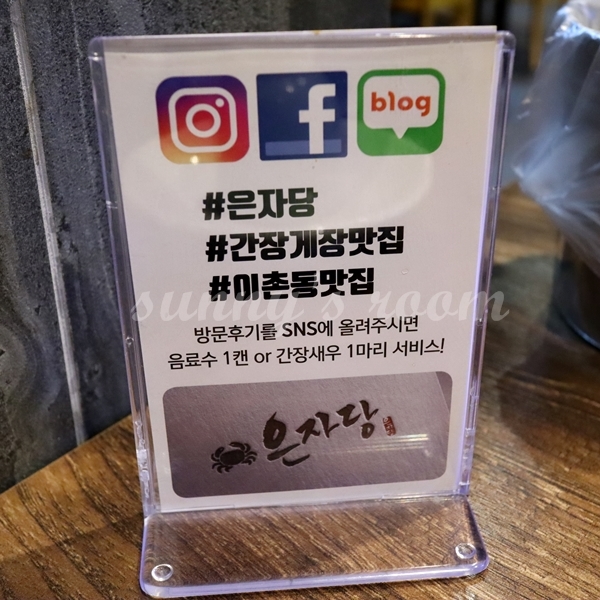 blog
#은자당
#간장게장맛집
#이촌동맛집
sunny's room
방문후기를 SNS에 올려주시면
음료수 1캔 or 간장새우 1마리 서비스!
은자당